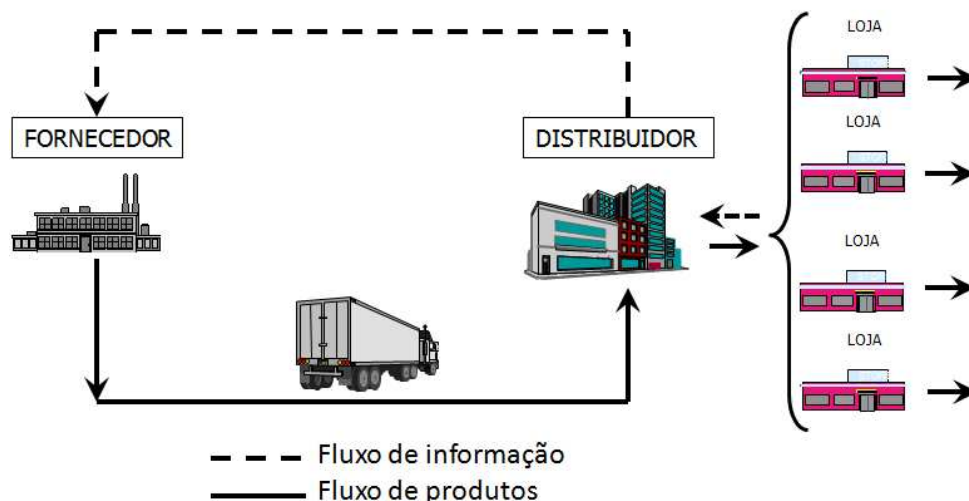 LOJA
FORNECEDOR
DISTRIBUIDOR
LOJA
LOJA
LOJA
Fluxo de informação
Fluxo de produtos